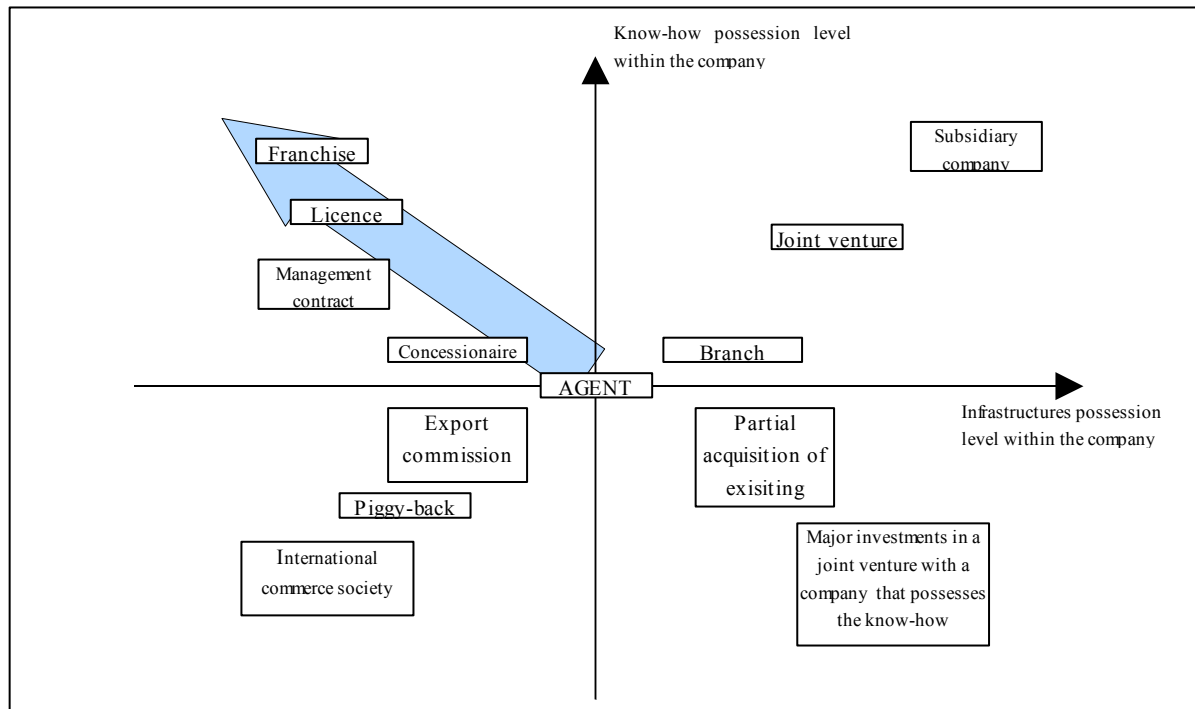 Know-how possession level
within the company
Subsidiary
company
Franchise
Licence
Joint venture
Management
contract
Concessionaire
Branch
AGENT
Infrastructures possession
level within the company
Export
commission
Partial
acquisition of
exisiting
Piggy-back
International
commerce society
Major investments in a
joint venture with a
company that possesses
the know-how